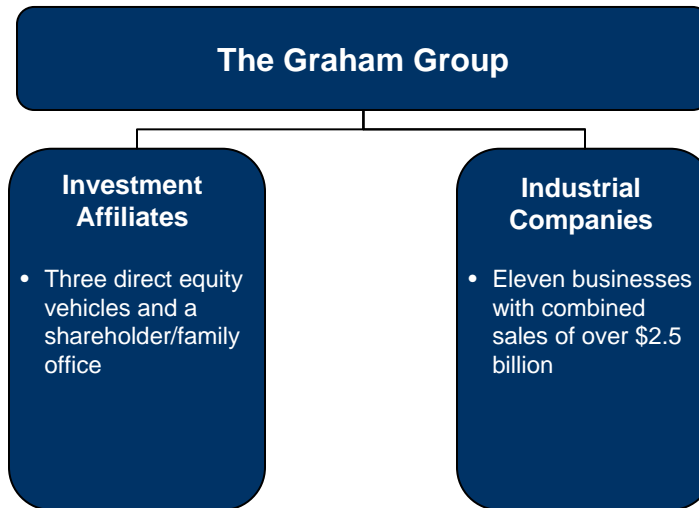 The Graham Group
Investment
Affiliates
• Three direct equity
vehicles and a
shareholder/family
office
Industrial
Companies
• Eleven businesses
with combined
sales of over $2.5
billion